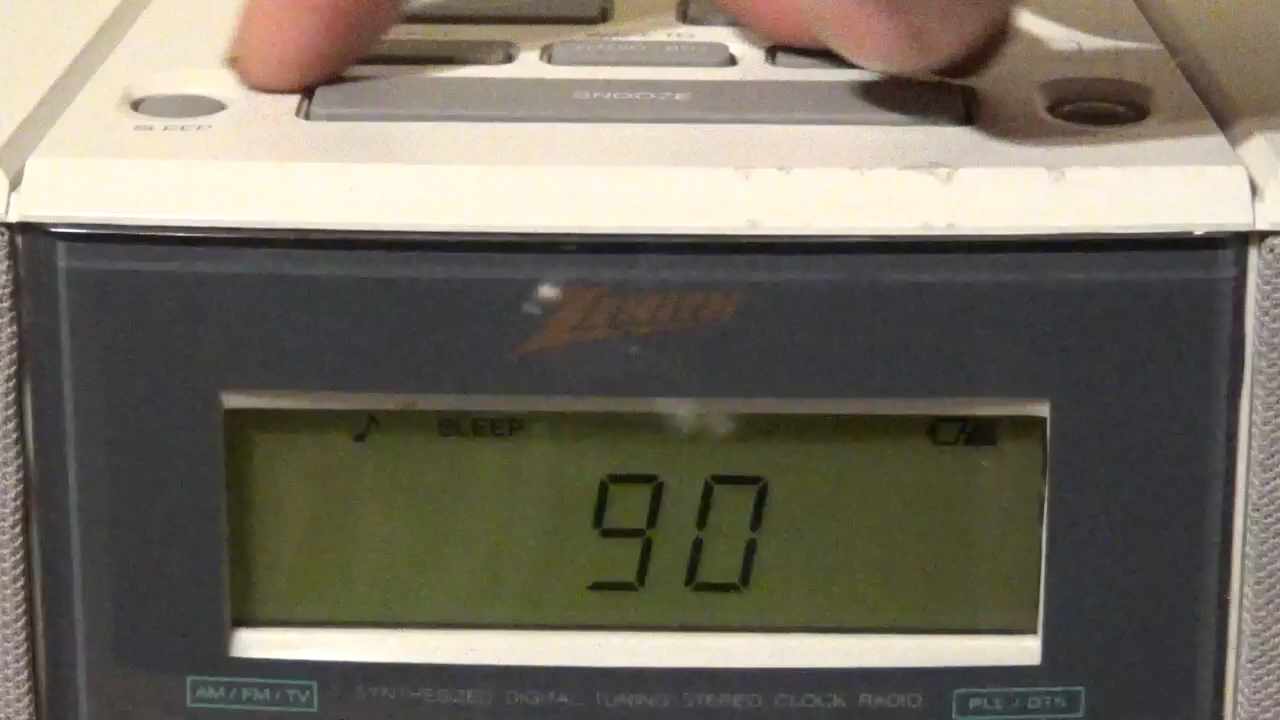 SNOOZE
SLEEP
Zenith
SLEEP
90
AM / FM / TV
SYNTHESIZED DIGITAL TUNING STEREO CLOCK RADIO
PLL / DTS